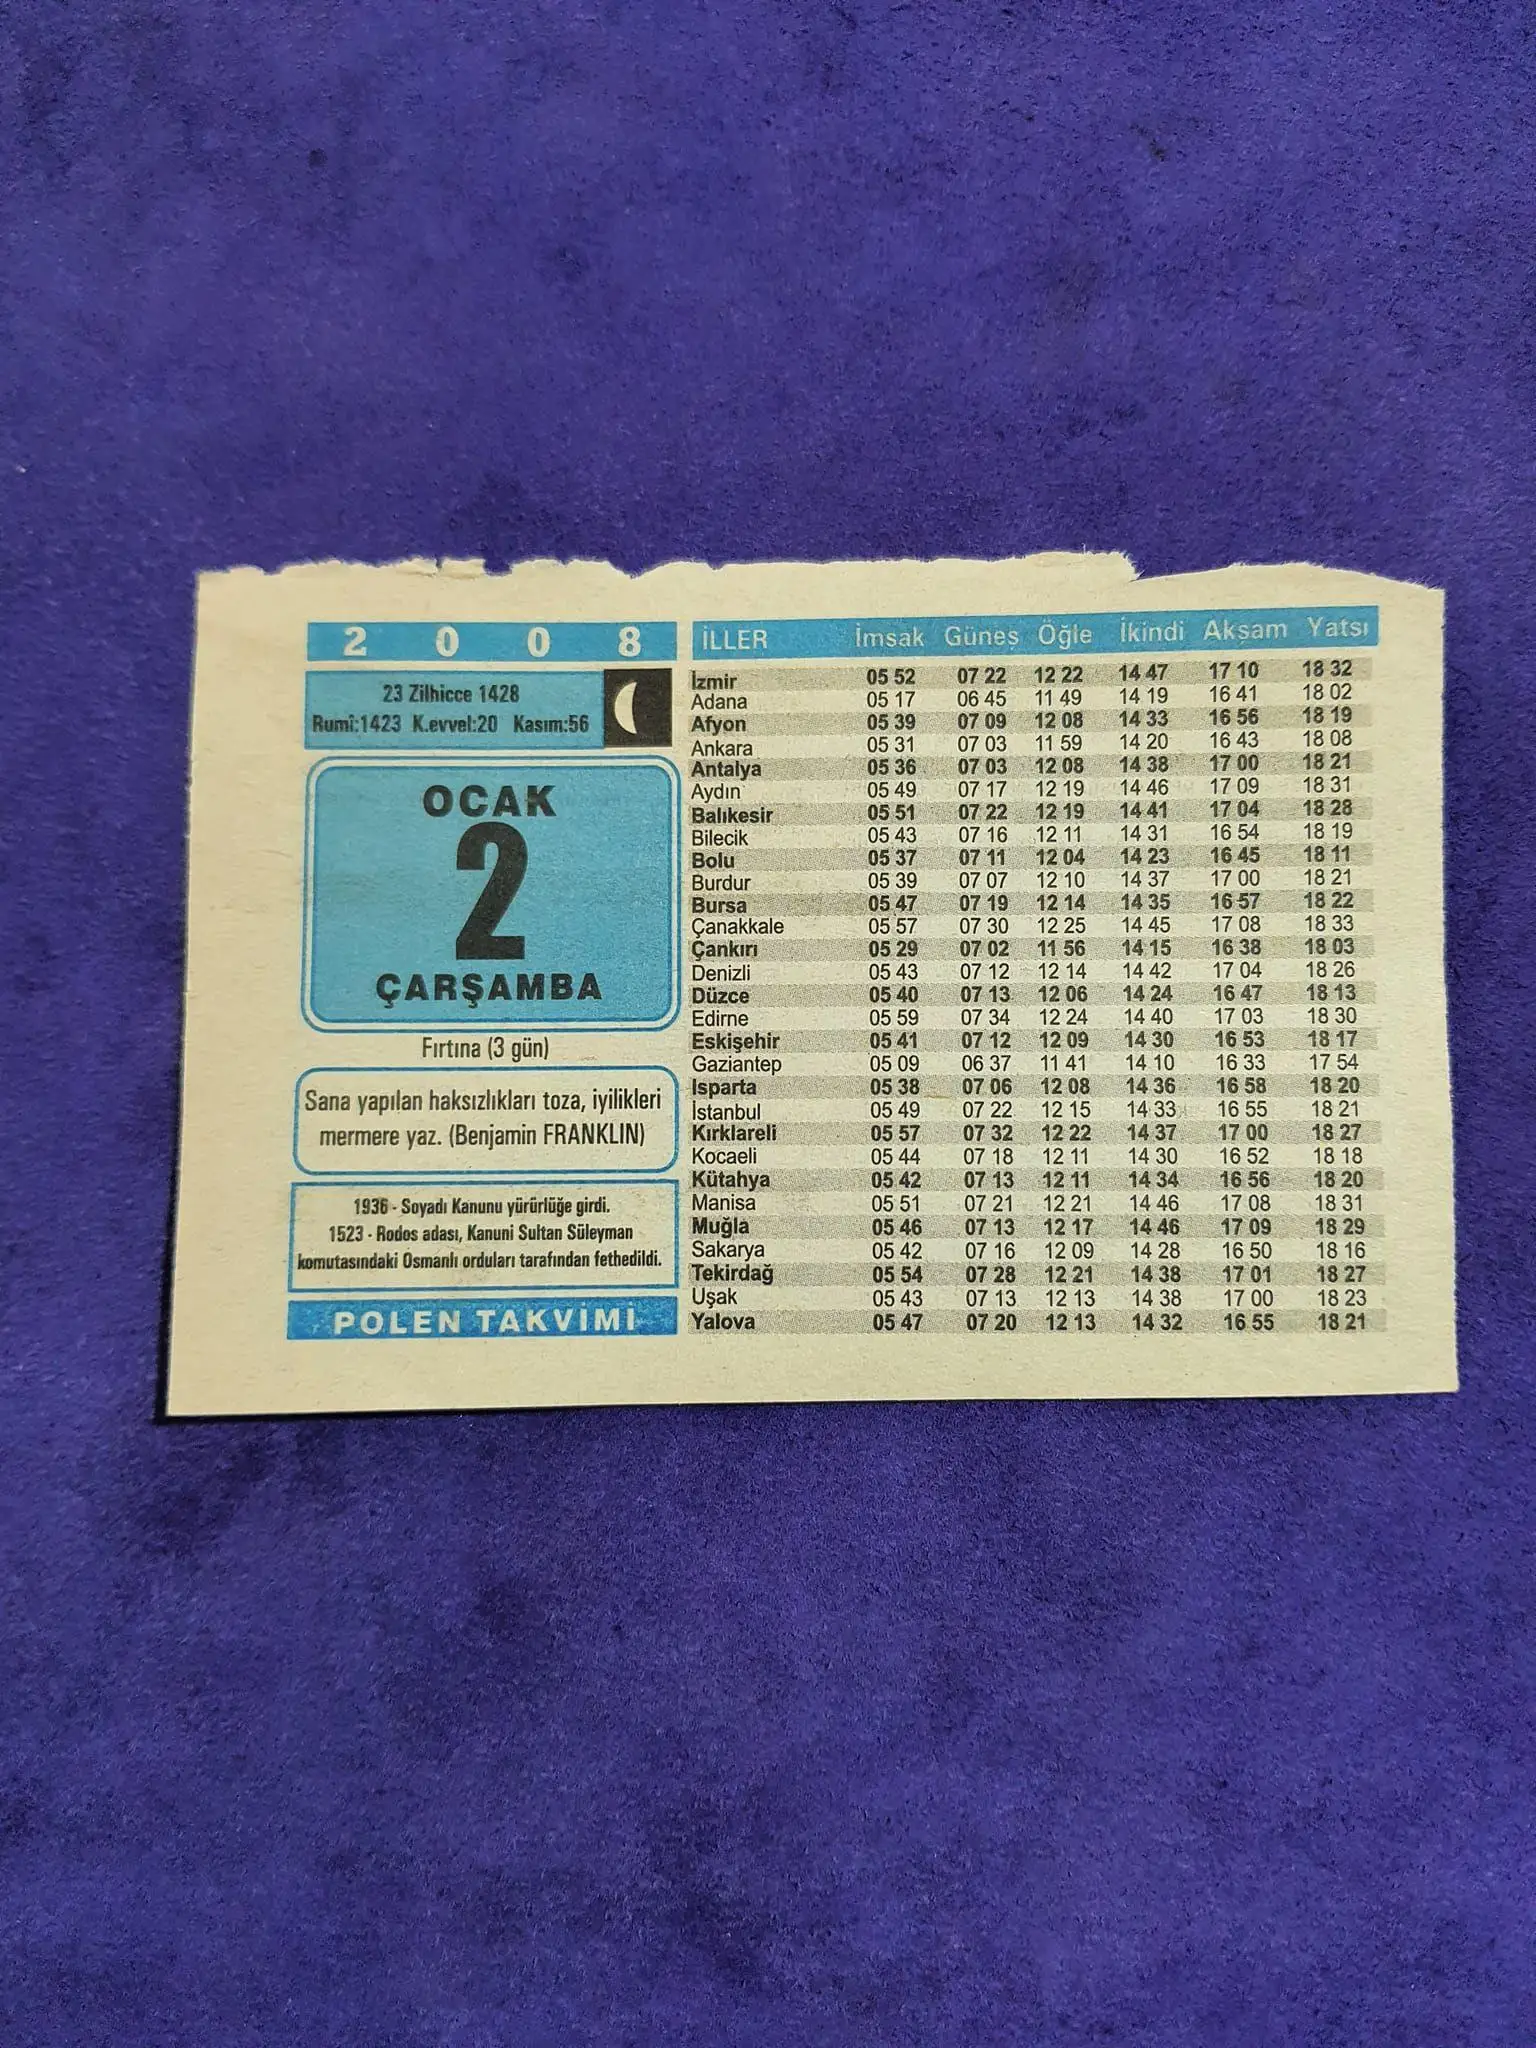 2 0 0 8
23 Zilhicce 1428
Rumî:1423 K.evvel:20 Kasım:56
OCAK
2
ÇARŞAMBA
Fırtına (3 gün)
Sana yapılan haksızlıkları toza, iyilikleri
mermere yaz. (Benjamin FRANKLIN)
1936 - Soyadı Kanunu yürürlüğe girdi.
1523 - Rodos adası, Kanuni Sultan Süleyman
komutasındaki Osmanlı orduları tarafından fethedildi.
POLEN TAKVİMİ
İLLER İmsak Güneş Öğle İkindi Akşam Yatsı
İzmir 05 52 07 22 12 22 14 47 17 10 18 32
Adana 05 17 06 45 11 49 14 19 16 41 18 02
Afyon 05 39 07 09 12 08 14 33 16 56 18 19
Ankara 05 31 07 03 11 59 14 20 16 43 18 08
Antalya 05 36 07 03 12 08 14 38 17 00 18 21
Aydın 05 49 07 17 12 19 14 46 17 09 18 31
Balıkesir 05 51 07 22 12 19 14 41 17 04 18 28
Bilecik 05 43 07 16 12 11 14 31 16 54 18 19
Bolu 05 37 07 11 12 04 14 23 16 45 18 11
Burdur 05 39 07 07 12 10 14 37 17 00 18 21
Bursa 05 47 07 19 12 14 14 35 16 57 18 22
Çanakkale 05 57 07 30 12 25 14 45 17 08 18 33
Çankırı 05 29 07 02 11 56 14 15 16 38 18 03
Denizli 05 43 07 12 12 14 14 42 17 04 18 26
Düzce 05 40 07 13 12 06 14 24 16 47 18 13
Edirne 05 59 07 34 12 24 14 40 17 03 18 30
Eskişehir 05 41 07 12 12 09 14 30 16 53 18 17
Gaziantep 05 09 06 37 11 41 14 10 16 33 17 54
Isparta 05 38 07 06 12 08 14 36 16 58 18 20
İstanbul 05 49 07 22 12 15 14 33 16 55 18 21
Kırklareli 05 57 07 32 12 22 14 37 17 00 18 27
Kocaeli 05 44 07 18 12 11 14 30 16 52 18 18
Kütahya 05 42 07 13 12 11 14 34 16 56 18 20
Manisa 05 51 07 21 12 21 14 46 17 08 18 31
Muğla 05 46 07 13 12 17 14 46 17 09 18 29
Sakarya 05 42 07 16 12 09 14 28 16 50 18 16
Tekirdağ 05 54 07 28 12 21 14 38 17 01 18 27
Uşak 05 43 07 13 12 13 14 38 17 00 18 23
Yalova 05 47 07 20 12 13 14 32 16 55 18 21